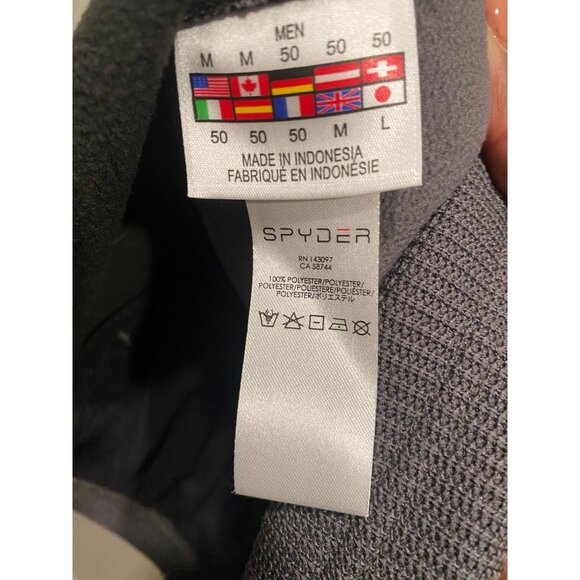 MEN
M M 50 50 50
50 50 50 M L
MADE IN INDONESIA
FABRIQUÉ EN INDONÉSIE
SPYDER
RN 143097
CA 58744
100% POLYESTER/POLYESTER/
POLYESTER/POLIESTERE/POLIÉSTER/
POLYESTER/ポリエステル